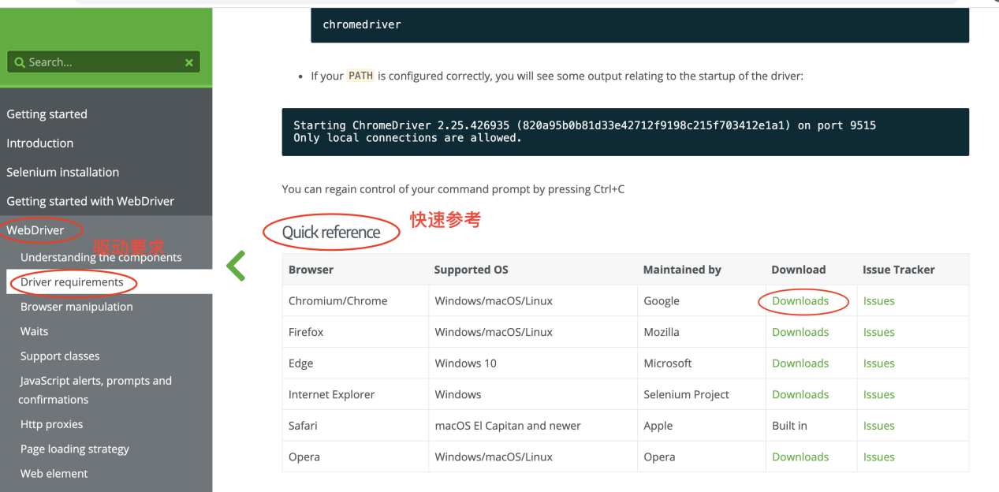 Search...
Getting started
Introduction
Selenium installation
Getting started with WebDriver
WebDriver
驱动要求
Understanding the components
Driver requirements
Browser manipulation
Waits
Support classes
JavaScript alerts, prompts and
confirmations
Http proxies
Page loading strategy
Web element
chromedriver
If your PATH is configured correctly, you will see some output relating to the startup of the driver:
Starting ChromeDriver 2.25.426935 (820a95b0b81d33e42712f9198c215f703412e1a1) on port 9515
Only local connections are allowed.
You can regain control of your command prompt by pressing Ctrl+C
快速参考
Quick reference
Browser Supported OS Maintained by Download Issue Tracker
Chromium/Chrome Windows/macOS/Linux Google Downloads Issues
Firefox Windows/macOS/Linux Mozilla Downloads Issues
Edge Windows 10 Microsoft Downloads Issues
Internet Explorer Windows Selenium Project Downloads Issues
Safari macOS El Capitan and newer Apple Built in Issues
Opera Windows/macOS/Linux Opera Downloads Issues